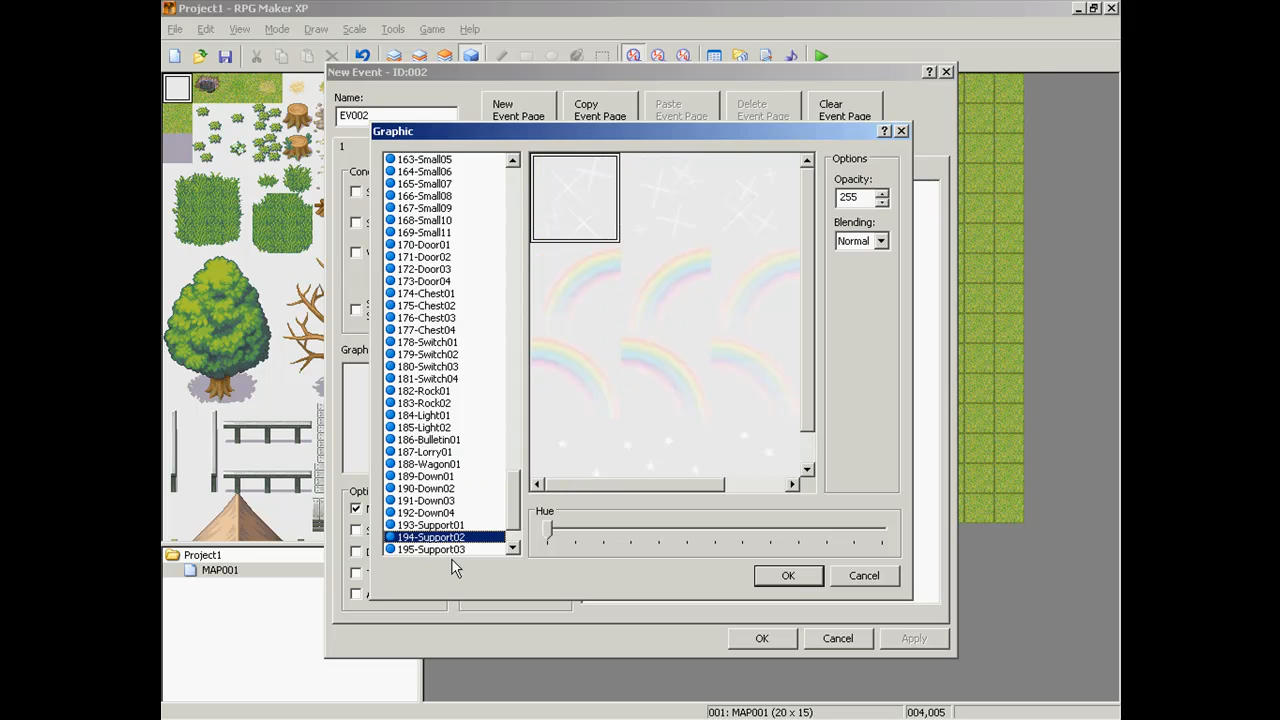 Project1 - RPG Maker XP
File Edit View Mode Draw Scale Tools Game Help
New Event - ID:002
Name:
EV002
New Event Page
Copy Event Page
Paste Event Page
Delete Event Page
Clear Event Page
1
Graphic
163-Small05
164-Small06
165-Small07
166-Small08
167-Small09
168-Small10
169-Small11
170-Door01
171-Door02
172-Door03
173-Door04
174-Chest01
175-Chest02
176-Chest03
177-Chest04
178-Switch01
179-Switch02
180-Switch03
181-Switch04
182-Rock01
183-Rock02
184-Light01
185-Light02
186-Bulletin01
187-Lorry01
188-Wagon01
189-Down01
190-Down02
191-Down03
192-Down04
193-Support01
194-Support02
195-Support03
Options
Opacity:
255
Blending:
Normal
Hue
OK
Cancel
OK
Cancel
Apply
Project1
MAP001
001: MAP001 (20 x 15)
004,005